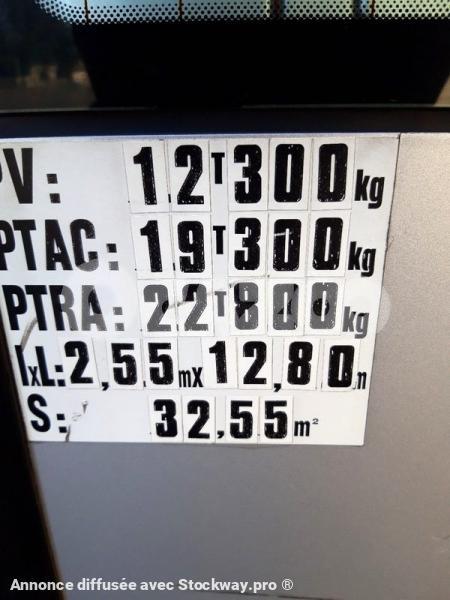 PV: 12T300kg
PTAC: 19T300kg
PTRA: 22T800kg
lxL: 2,55mx12,80m
S: 32,55m²
Annonce diffusée avec Stockway.pro ®